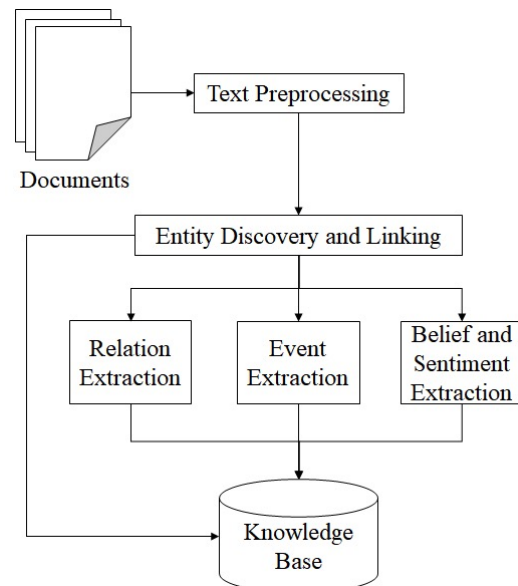 Text Preprocessing
Documents
Entity Discovery and Linking
Relation
Extraction
Event
Extraction
Belief and
Sentiment
Extraction
Knowledge
Base